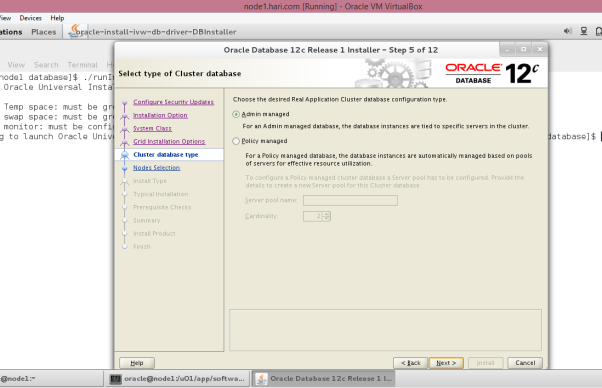 node1.hari.com [Running] - Oracle VM VirtualBox
View Devices Help
ations Places oracle-install-ivw-db-driver-DBInstaller
View Search Terminal H
node1 database]$ ./runI
Oracle Universal Insta
Temp space: must be gr
swap space: must be gr
monitor: must be confi
g to launch Oracle Univ
database]$
Oracle Database 12c Release 1 Installer - Step 5 of 12
Select type of Cluster database
ORACLE
DATABASE
12c
Configure Security Updates
Installation Option
System Class
Grid Installation Options
Cluster database type
Nodes Selection
Install Type
Typical Installation
Prerequisite Checks
Summary
Install Product
Finish
Choose the desired Real Application Cluster database configuration type.
Admin managed
For an Admin managed database, the database instances are tied to specific servers in the cluster.
Policy managed
For a Policy managed database, the database instances are automatically managed based on pools
of servers for effective resource utilization.
To configure a Policy managed cluster database a Server pool has to be configured. Provide the
details to create a new Server pool for this Cluster database
Server pool name:
Cardinality: 2
Help
< Back Next > Install Cancel
@node1:~ oracle@node1:/u01/app/softwa... Oracle Database 12c Release 1 I...